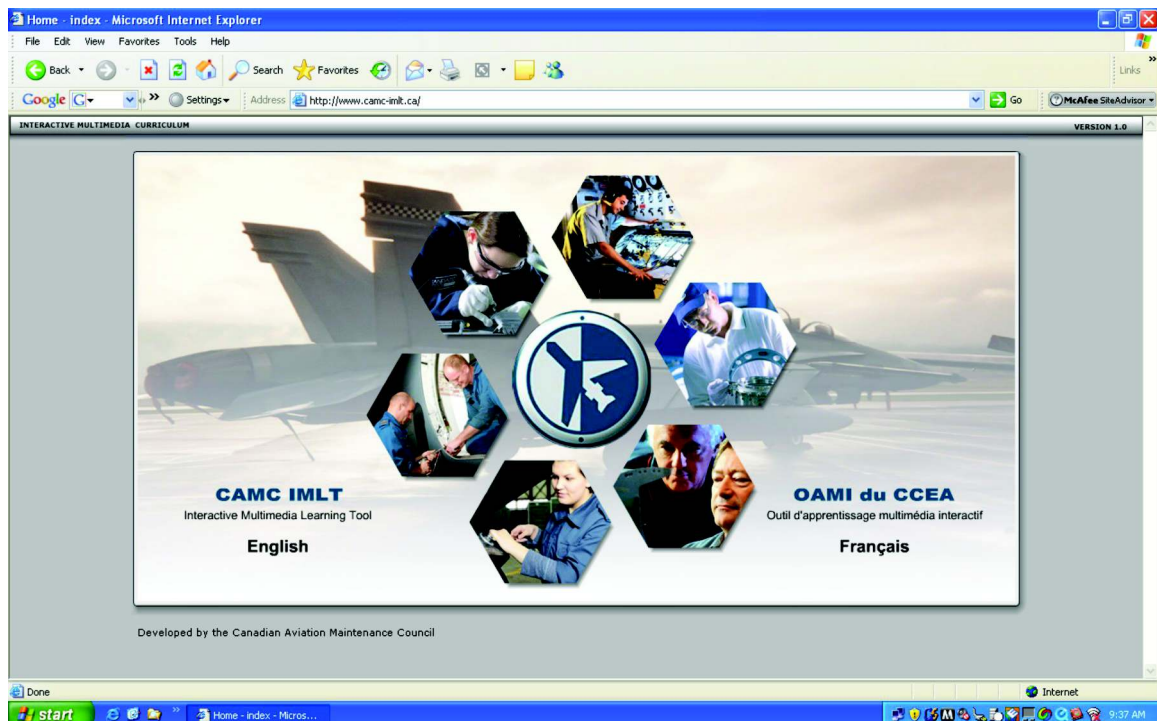 Home - index - Microsoft Internet Explorer
File Edit View Favorites Tools Help
Back Search Favorites Links
Google G Settings Address http://www.camc-imlt.ca/ Go McAfee SiteAdvisor
INTERACTIVE MULTIMEDIA CURRICULUM VERSION 1.0
CAMC IMLT
Interactive Multimedia Learning Tool
English
OAMI du CCEA
Outil d'apprentissage multimédia interactif
Français
Developed by the Canadian Aviation Maintenance Council
Done Internet
start Home - index - Micros... 9:37 AM